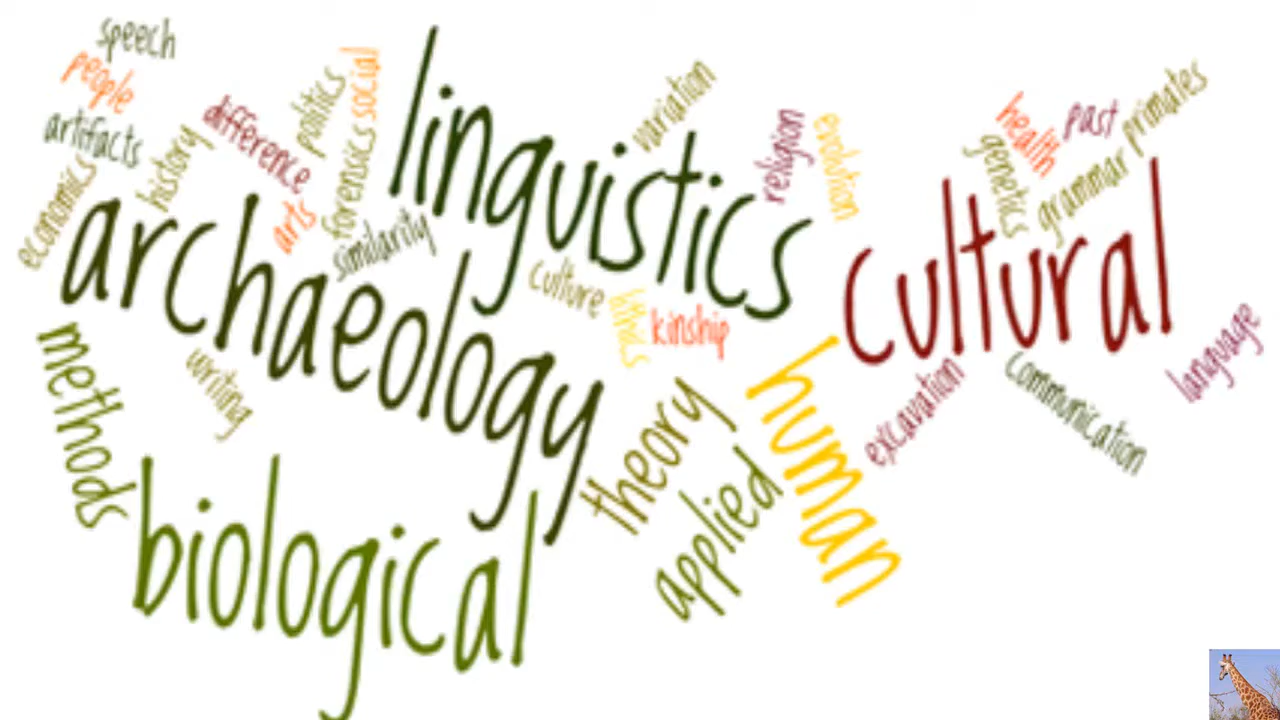 speech
people
artifacts
economics
history
difference
politics
social
forensics
arts
similarity
linguistics
variation
religion
evolution
health
past
primates
genetics
grammar
archaeology
cultural
culture
kinship
methods
writing
theory
human
excavation
communication
language
applied
biological